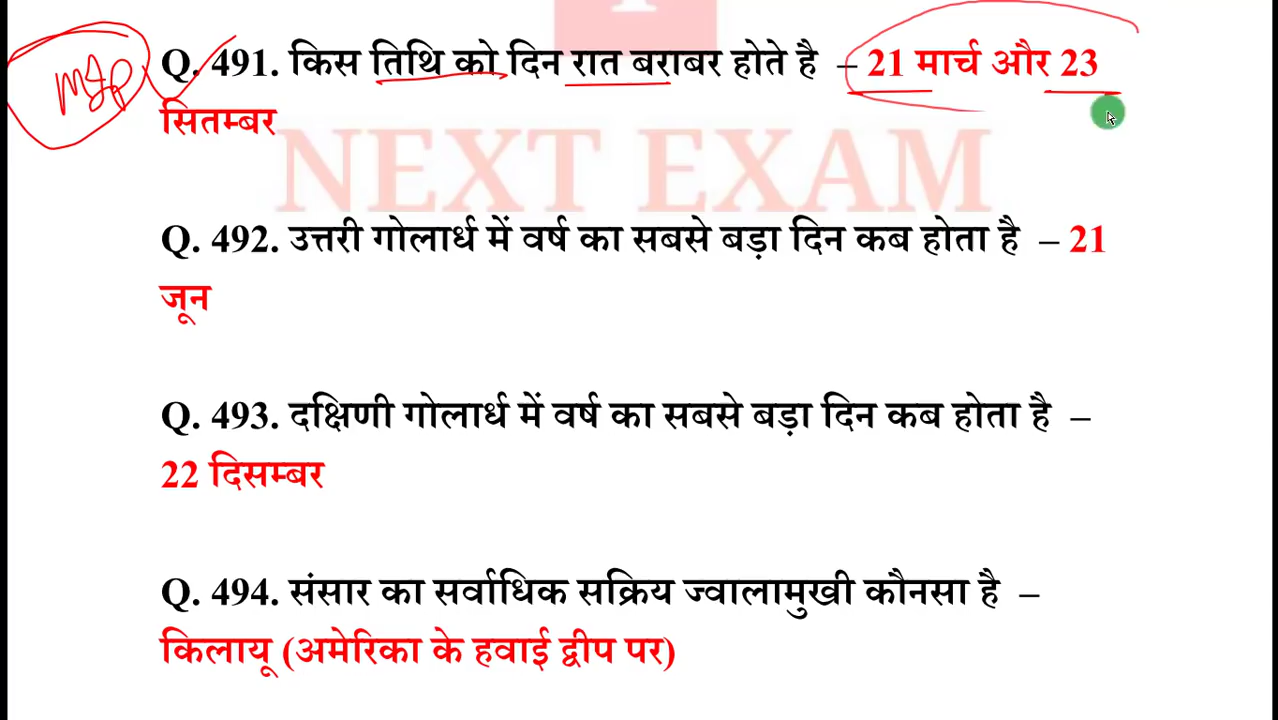 Q. 491. किस तिथि को दिन रात बराबर होते है – 21 मार्च और 23
सितम्बर
NEXT EXAM
Q. 492. उत्तरी गोलार्ध में वर्ष का सबसे बड़ा दिन कब होता है – 21
जून
Q. 493. दक्षिणी गोलार्ध में वर्ष का सबसे बड़ा दिन कब होता है –
22 दिसम्बर
Q. 494. संसार का सर्वाधिक सक्रिय ज्वालामुखी कौनसा है –
किलायू (अमेरिका के हवाई द्वीप पर)